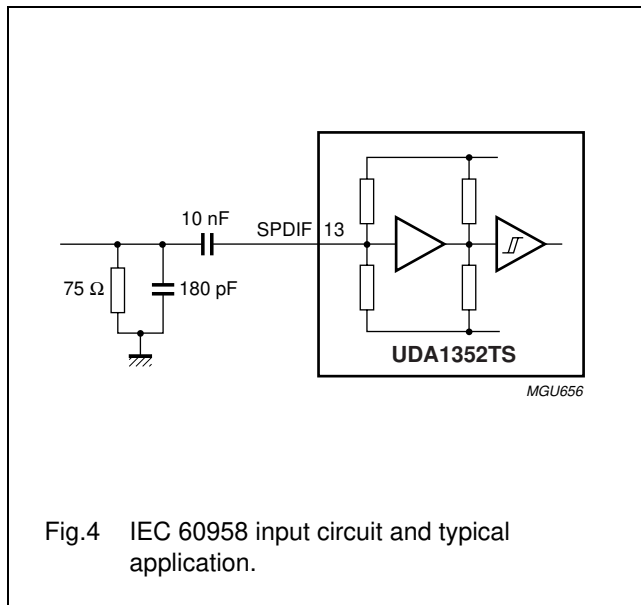 10 nF
SPDIF 13
75 Ω
180 pF
UDA1352TS
MGU656
Fig.4 IEC 60958 input circuit and typical
application.